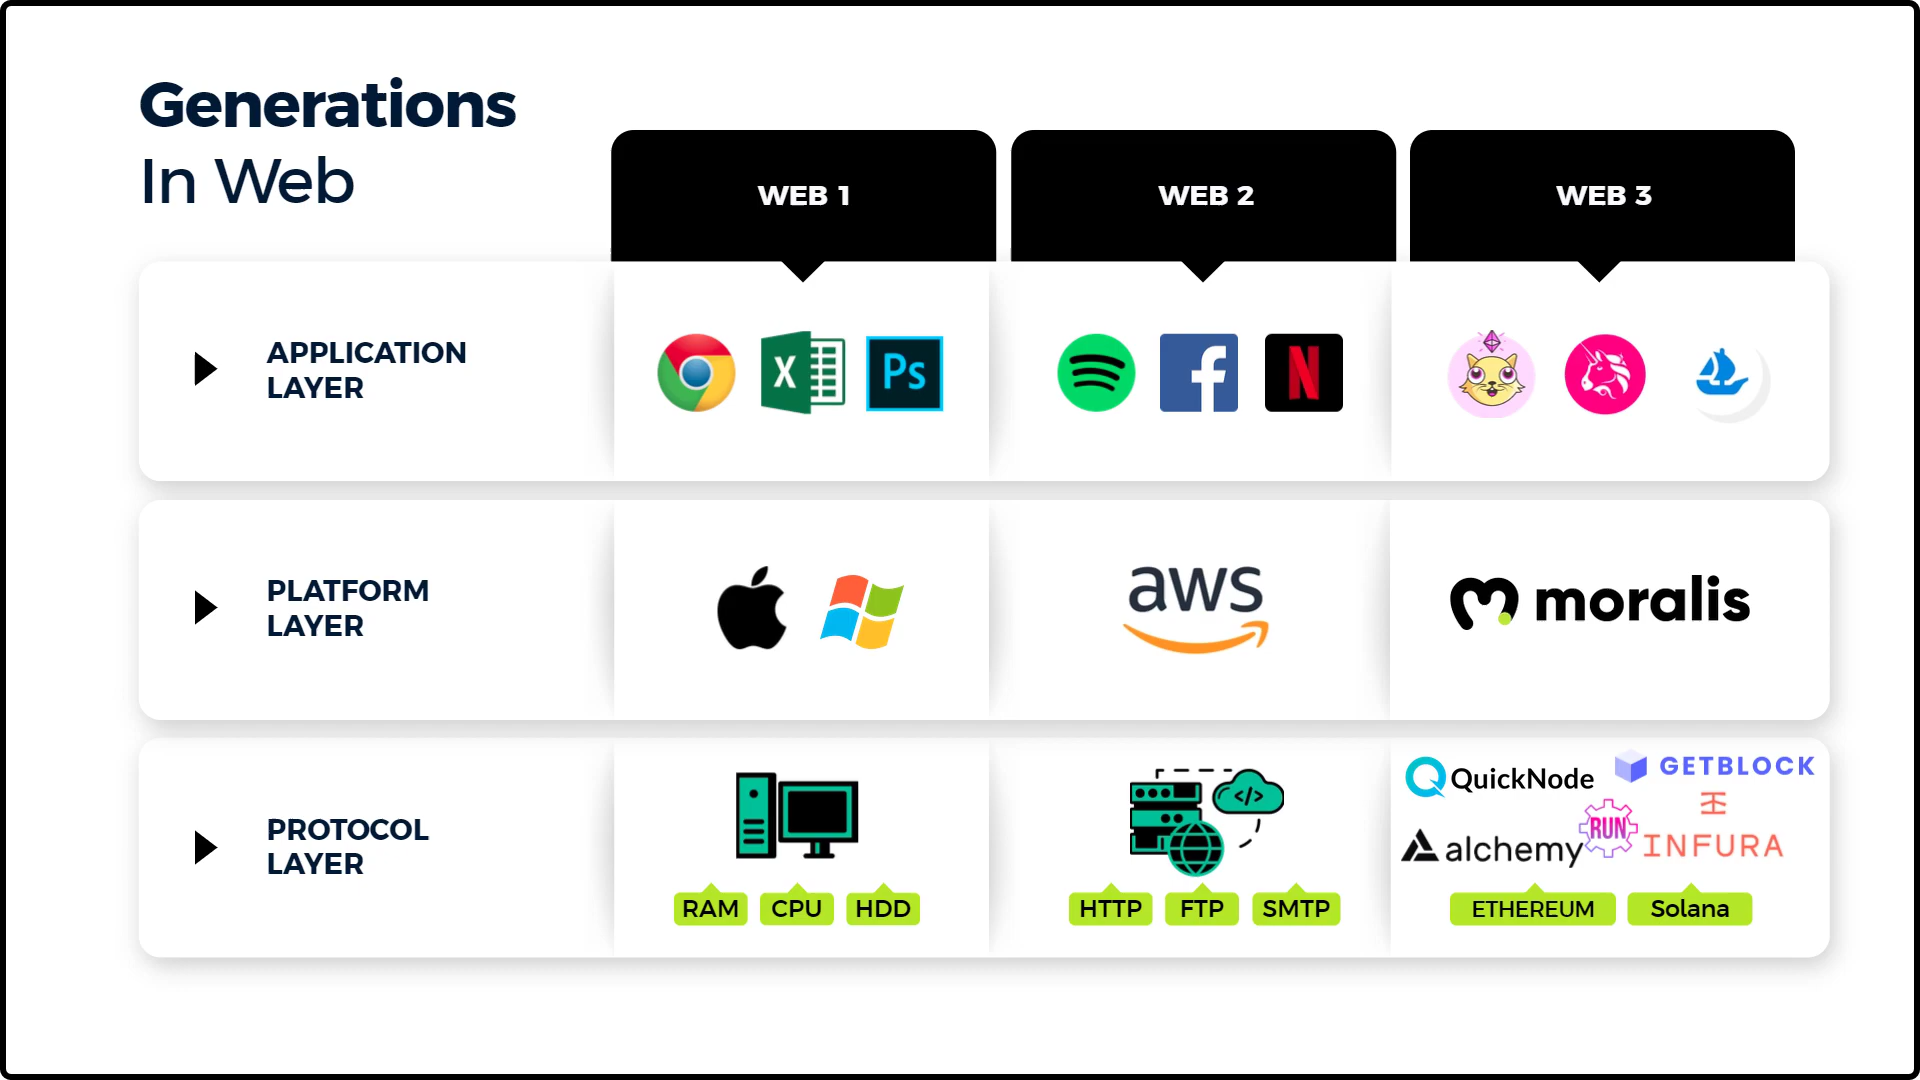 Generations
In Web
WEB 1
WEB 2
WEB 3
APPLICATION
LAYER
X
Ps
f
N
PLATFORM
LAYER
aws
moralis
PROTOCOL
LAYER
</>
QuickNode
GETBLOCK
alchemy
RUN
INFURA
RAM
CPU
HDD
HTTP
FTP
SMTP
ETHEREUM
Solana